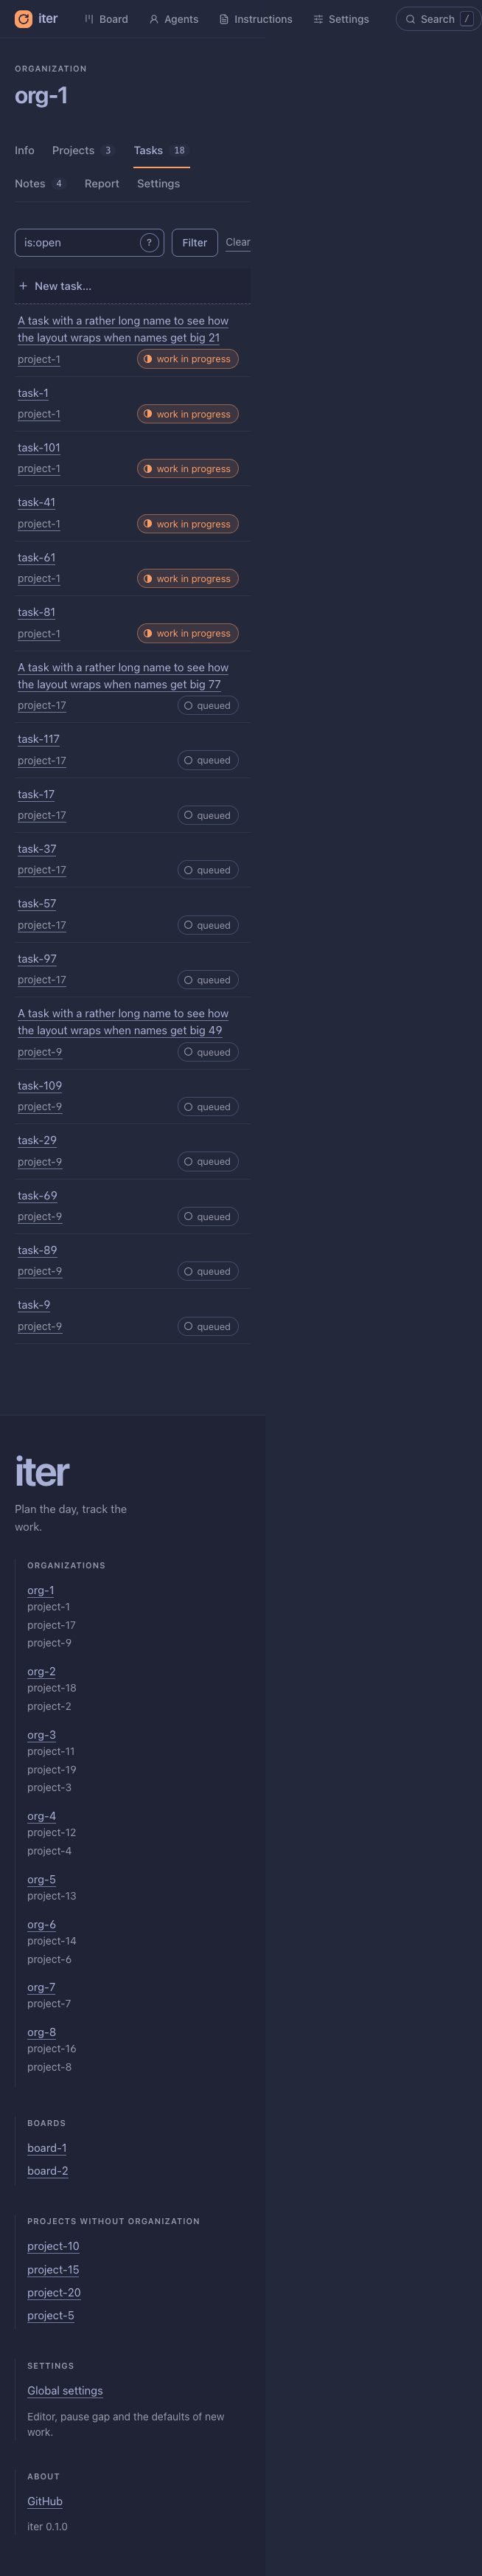 iter
Board
Agents
Instructions
Settings
Search /
ORGANIZATION
org-1
Info
Projects 3
Tasks 18
Notes 4
Report
Settings
is:open ?
Filter
Clear
+ New task...
A task with a rather long name to see how
the layout wraps when names get big 21
project-1 work in progress
task-1
project-1 work in progress
task-101
project-1 work in progress
task-41
project-1 work in progress
task-61
project-1 work in progress
task-81
project-1 work in progress
A task with a rather long name to see how
the layout wraps when names get big 77
project-17 queued
task-117
project-17 queued
task-17
project-17 queued
task-37
project-17 queued
task-57
project-17 queued
task-97
project-17 queued
A task with a rather long name to see how
the layout wraps when names get big 49
project-9 queued
task-109
project-9 queued
task-29
project-9 queued
task-69
project-9 queued
task-89
project-9 queued
task-9
project-9 queued
iter
Plan the day, track the
work.
ORGANIZATIONS
org-1
project-1
project-17
project-9
org-2
project-18
project-2
org-3
project-11
project-19
project-3
org-4
project-12
project-4
org-5
project-13
org-6
project-14
project-6
org-7
project-7
org-8
project-16
project-8
BOARDS
board-1
board-2
PROJECTS WITHOUT ORGANIZATION
project-10
project-15
project-20
project-5
SETTINGS
Global settings
Editor, pause gap and the defaults of new
work.
ABOUT
GitHub
iter 0.1.0